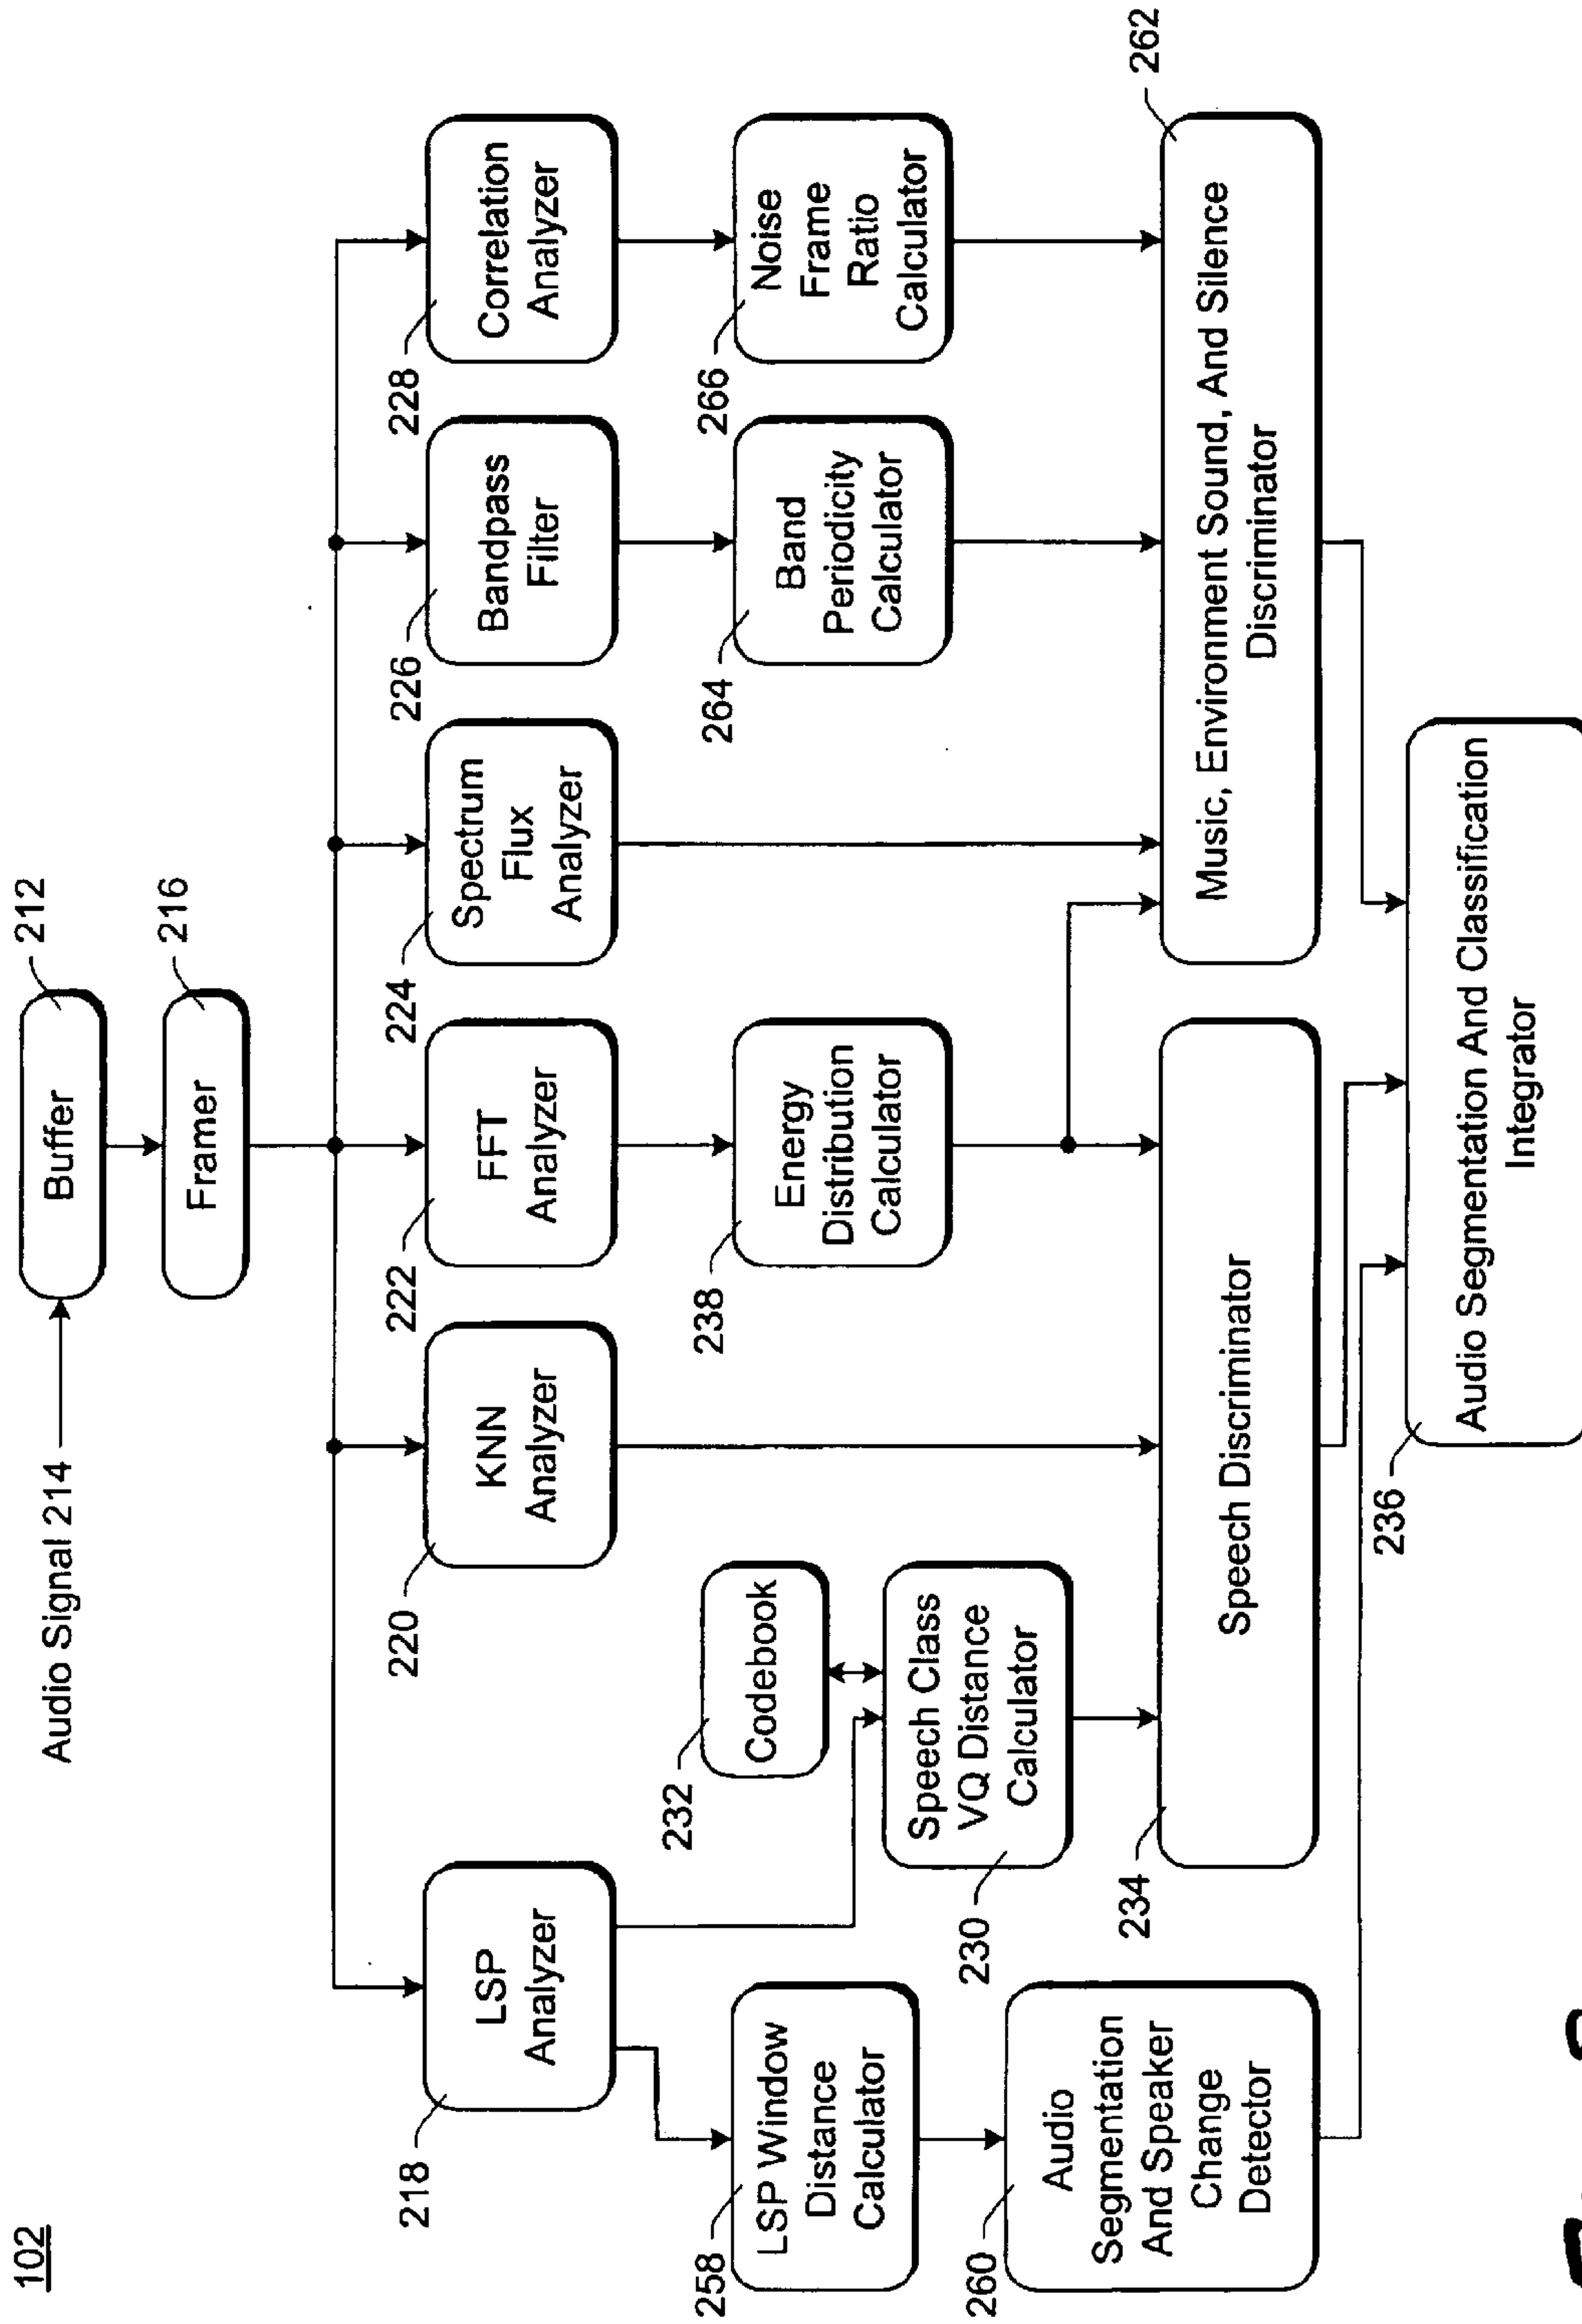 102
Audio Signal 214
Buffer
212
Framer
216
218
LSP
Analyzer
220
KNN
Analyzer
222
FFT
Analyzer
224
Spectrum
Flux
Analyzer
226
Bandpass
Filter
228
Correlation
Analyzer
258
LSP Window
Distance
Calculator
232
Codebook
238
Energy
Distribution
Calculator
264
Band
Periodicity
Calculator
266
Noise
Frame
Ratio
Calculator
230
Speech Class
VQ Distance
Calculator
260
Audio
Segmentation
And Speaker
Change
Detector
234
Speech Discriminator
Music, Environment Sound, And Silence
Discriminator
262
236
Audio Segmentation And Classification
Integrator